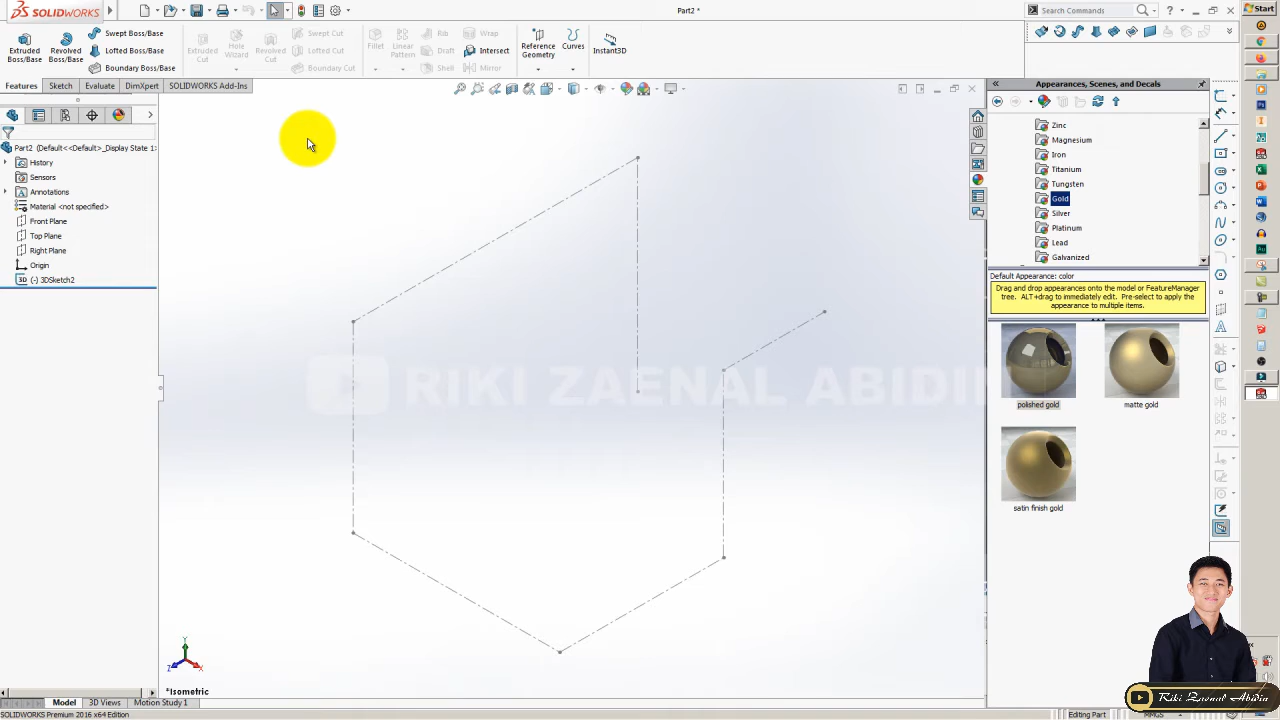 SOLIDWORKS
Part2 *
Search Commands
Start
Extruded Boss/Base
Revolved Boss/Base
Swept Boss/Base
Lofted Boss/Base
Boundary Boss/Base
Extruded Cut
Hole Wizard
Revolved Cut
Swept Cut
Lofted Cut
Boundary Cut
Fillet
Linear Pattern
Rib
Draft
Shell
Wrap
Intersect
Mirror
Reference Geometry
Curves
Instant3D
Features
Sketch
Evaluate
DimXpert
SOLIDWORKS Add-Ins
Part2 (Default<<Default>_Display State 1>
History
Sensors
Annotations
Material <not specified>
Front Plane
Top Plane
Right Plane
Origin
3D (-) 3DSketch2
RIKI ZAENAL ABIDIN
Y
Z
X
*Isometric
Appearances, Scenes, and Decals
Zinc
Magnesium
Iron
Titanium
Tungsten
Gold
Silver
Platinum
Lead
Galvanized
Default Appearance: color
Drag and drop appearances onto the model or FeatureManager
tree. ALT+drag to immediately edit. Pre-select to apply the
appearance to multiple items.
polished gold
matte gold
satin finish gold
Model
3D Views
Motion Study 1
SOLIDWORKS Premium 2016 x64 Edition
Editing Part
MMGS
Riki Zaenal Abidin